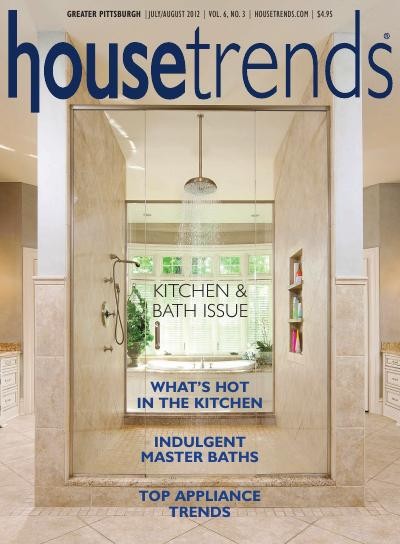 GREATER PITTSBURGH | JULY/AUGUST 2012 | VOL. 6, NO. 3 | HOUSETRENDS.COM | $4.95
housetrends®
KITCHEN &
BATH ISSUE
WHAT'S HOT
IN THE KITCHEN
INDULGENT
MASTER BATHS
TOP APPLIANCE
TRENDS